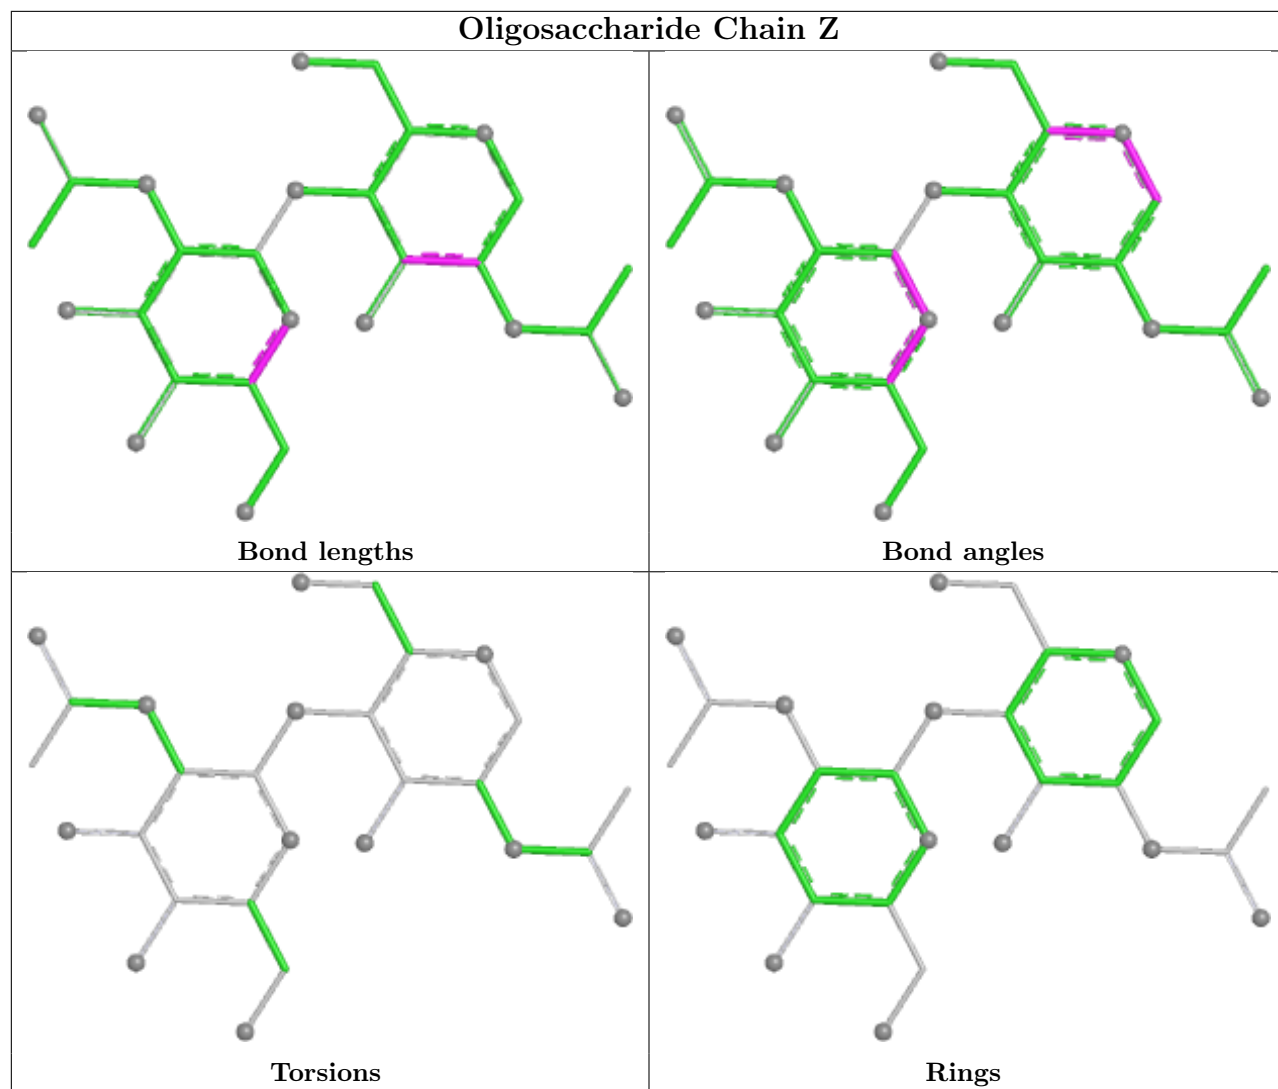 Oligosaccharide Chain Z
Bond lengths
Bond angles
Torsions
Rings